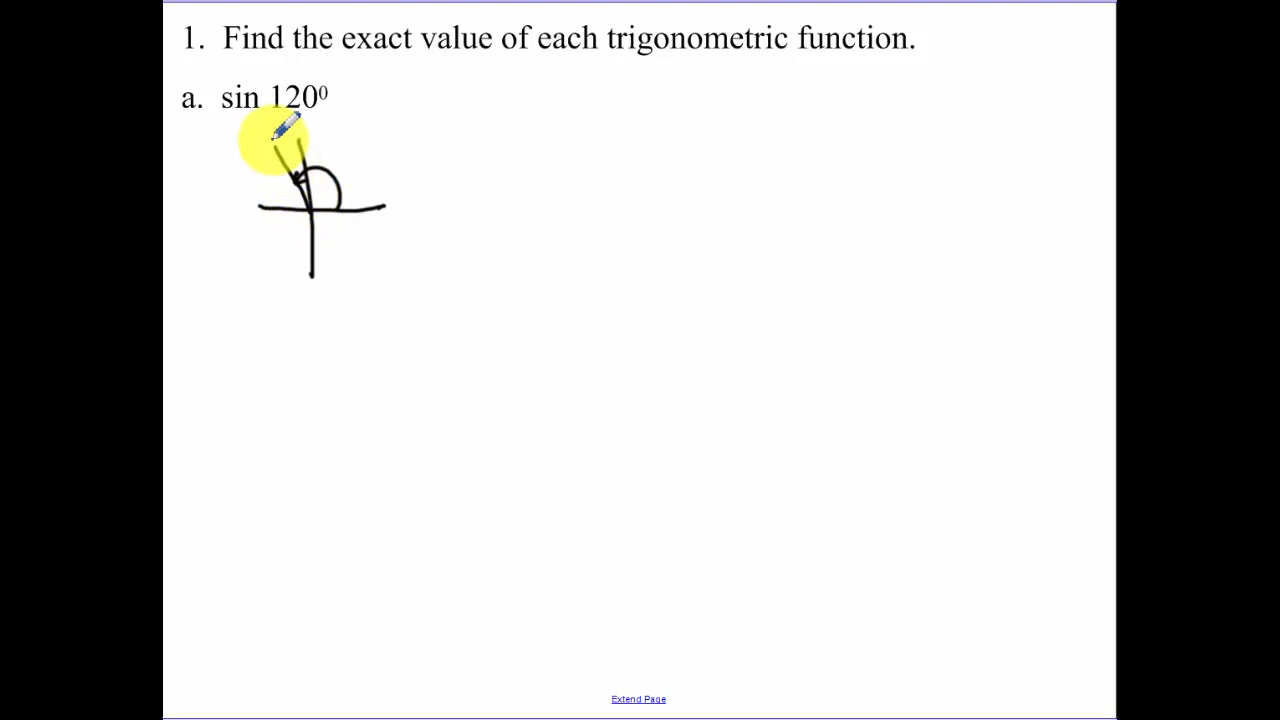 1. Find the exact value of each trigonometric function.
a. sin 120⁰
Extend Page